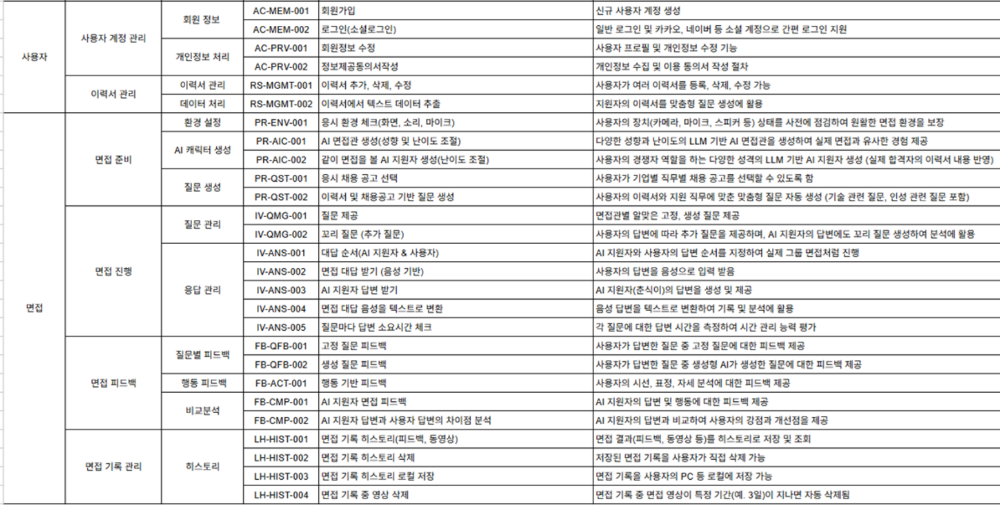 사용자
사용자 계정 관리
회원 정보
AC-MEM-001 회원가입 신규 사용자 계정 생성
AC-MEM-002 로그인(소셜로그인) 일반 로그인 및 카카오, 네이버 등 소셜 계정으로 간편 로그인 지원
개인정보 처리
AC-PRV-001 회원정보 수정 사용자 프로필 및 개인정보 수정 기능
AC-PRV-002 정보제공동의서작성 개인정보 수집 및 이용 동의서 작성 절차
이력서 관리
이력서 관리 RS-MGMT-001 이력서 추가, 삭제, 수정 사용자가 여러 이력서를 등록, 삭제, 수정 가능
데이터 처리 RS-MGMT-002 이력서에서 텍스트 데이터 추출 지원자의 이력서를 맞춤형 질문 생성에 활용
면접
면접 준비
환경 설정 PR-ENV-001 응시 환경 체크(화면, 소리, 마이크) 사용자의 장치(카메라, 마이크, 스피커 등) 상태를 사전에 점검하여 원활한 면접 환경을 보장
AI 캐릭터 생성
PR-AIC-001 AI 면접관 생성(성향 및 난이도 조절) 다양한 성향과 난이도의 LLM 기반 AI 면접관을 생성하여 실제 면접과 유사한 경험 제공
PR-AIC-002 같이 면접을 볼 AI 지원자 생성(난이도 조절) 사용자의 경쟁자 역할을 하는 다양한 성격의 LLM 기반 AI 지원자 생성 (실제 합격자의 이력서 내용 반영)
질문 생성
PR-QST-001 응시 채용 공고 선택 사용자가 기업별 직무별 채용 공고를 선택할 수 있도록 함
PR-QST-002 이력서 및 채용공고 기반 질문 생성 사용자의 이력서와 지원 직무에 맞춘 맞춤형 질문 자동 생성 (기술 관련 질문, 인성 관련 질문 포함)
면접 진행
질문 관리
IV-QMG-001 질문 제공 면접관별 알맞은 고정, 생성 질문 제공
IV-QMG-002 꼬리 질문 (추가 질문) 사용자의 답변에 따라 추가 질문을 제공하며, AI 지원자의 답변에도 꼬리 질문 생성하여 분석에 활용
응답 관리
IV-ANS-001 대답 순서(AI 지원자 & 사용자) AI 지원자와 사용자의 답변 순서를 지정하여 실제 그룹 면접처럼 진행
IV-ANS-002 면접 대답 받기 (음성 기반) 사용자의 답변을 음성으로 입력 받음
IV-ANS-003 AI 지원자 답변 받기 AI 지원자(춘식이)의 답변을 생성 및 제공
IV-ANS-004 면접 대답 음성을 텍스트로 변환 음성 답변을 텍스트로 변환하여 기록 및 분석에 활용
IV-ANS-005 질문마다 답변 소요시간 체크 각 질문에 대한 답변 시간을 측정하여 시간 관리 능력 평가
면접 피드백
질문별 피드백
FB-QFB-001 고정 질문 피드백 사용자가 답변한 질문 중 고정 질문에 대한 피드백 제공
FB-QFB-002 생성 질문 피드백 사용자가 답변한 질문 중 생성형 AI가 생성한 질문에 대한 피드백 제공
행동 피드백 FB-ACT-001 행동 기반 피드백 사용자의 시선, 표정, 자세 분석에 대한 피드백 제공
비교분석
FB-CMP-001 AI 지원자 면접 피드백 AI 지원자의 답변 및 행동에 대한 피드백 제공
FB-CMP-002 AI 지원자 답변과 사용자 답변의 차이점 분석 AI 지원자의 답변과 비교하여 사용자의 강점과 개선점을 제공
면접 기록 관리
히스토리
LH-HIST-001 면접 기록 히스토리(피드백, 동영상) 면접 결과(피드백, 동영상 등)를 히스토리로 저장 및 조회
LH-HIST-002 면접 기록 히스토리 삭제 저장된 면접 기록을 사용자가 직접 삭제 가능
LH-HIST-003 면접 기록 히스토리 로컬 저장 면접 기록을 사용자의 PC 등 로컬에 저장 가능
LH-HIST-004 면접 기록 중 영상 삭제 면접 기록 중 면접 영상이 특정 기간(예. 3일)이 지나면 자동 삭제됨